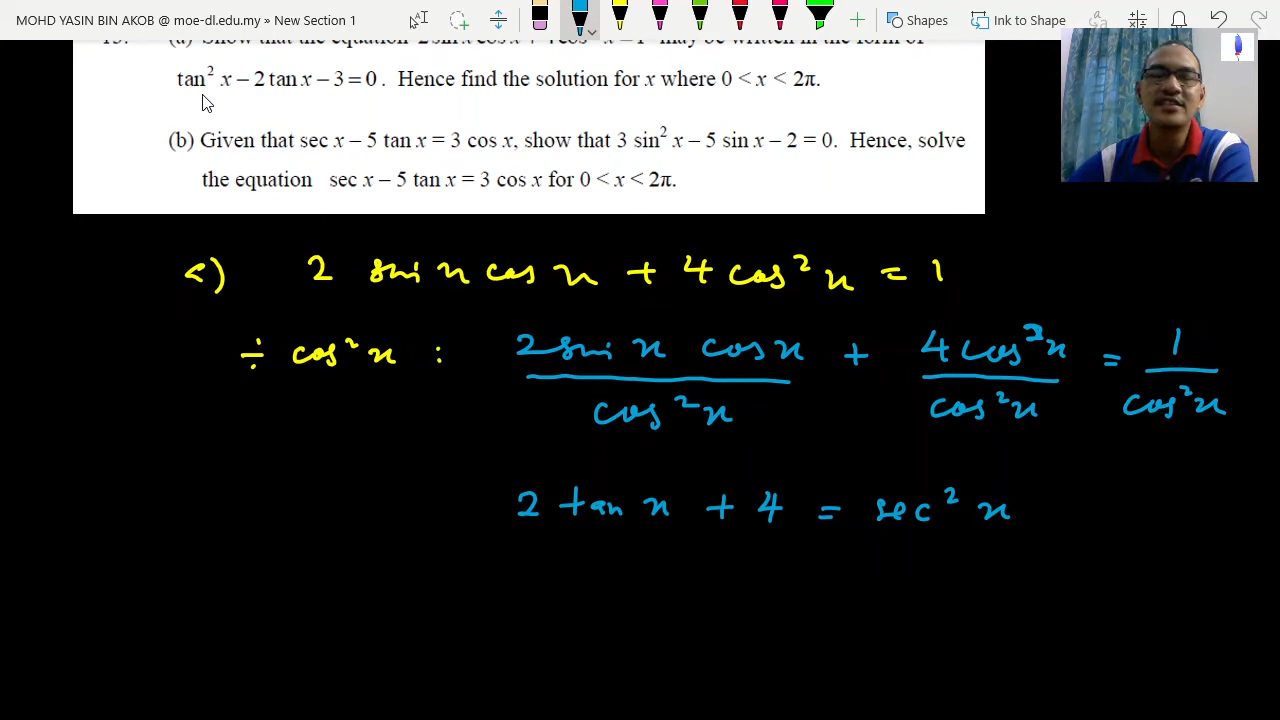 MOHD YASIN BIN AKOB @ moe-dl.edu.my » New Section 1
Shapes
Ink to Shape
tan² x − 2 tan x − 3 = 0. Hence find the solution for x where 0 < x < 2π.
(b) Given that sec x − 5 tan x = 3 cos x, show that 3 sin² x − 5 sin x − 2 = 0. Hence, solve
the equation sec x − 5 tan x = 3 cos x for 0 < x < 2π.
a) 2 sin x cos x + 4 cos² x = 1
÷ cos² x : 2 sin x cos x / cos² x + 4 cos² x / cos² x = 1 / cos² x
2 tan x + 4 = sec² x